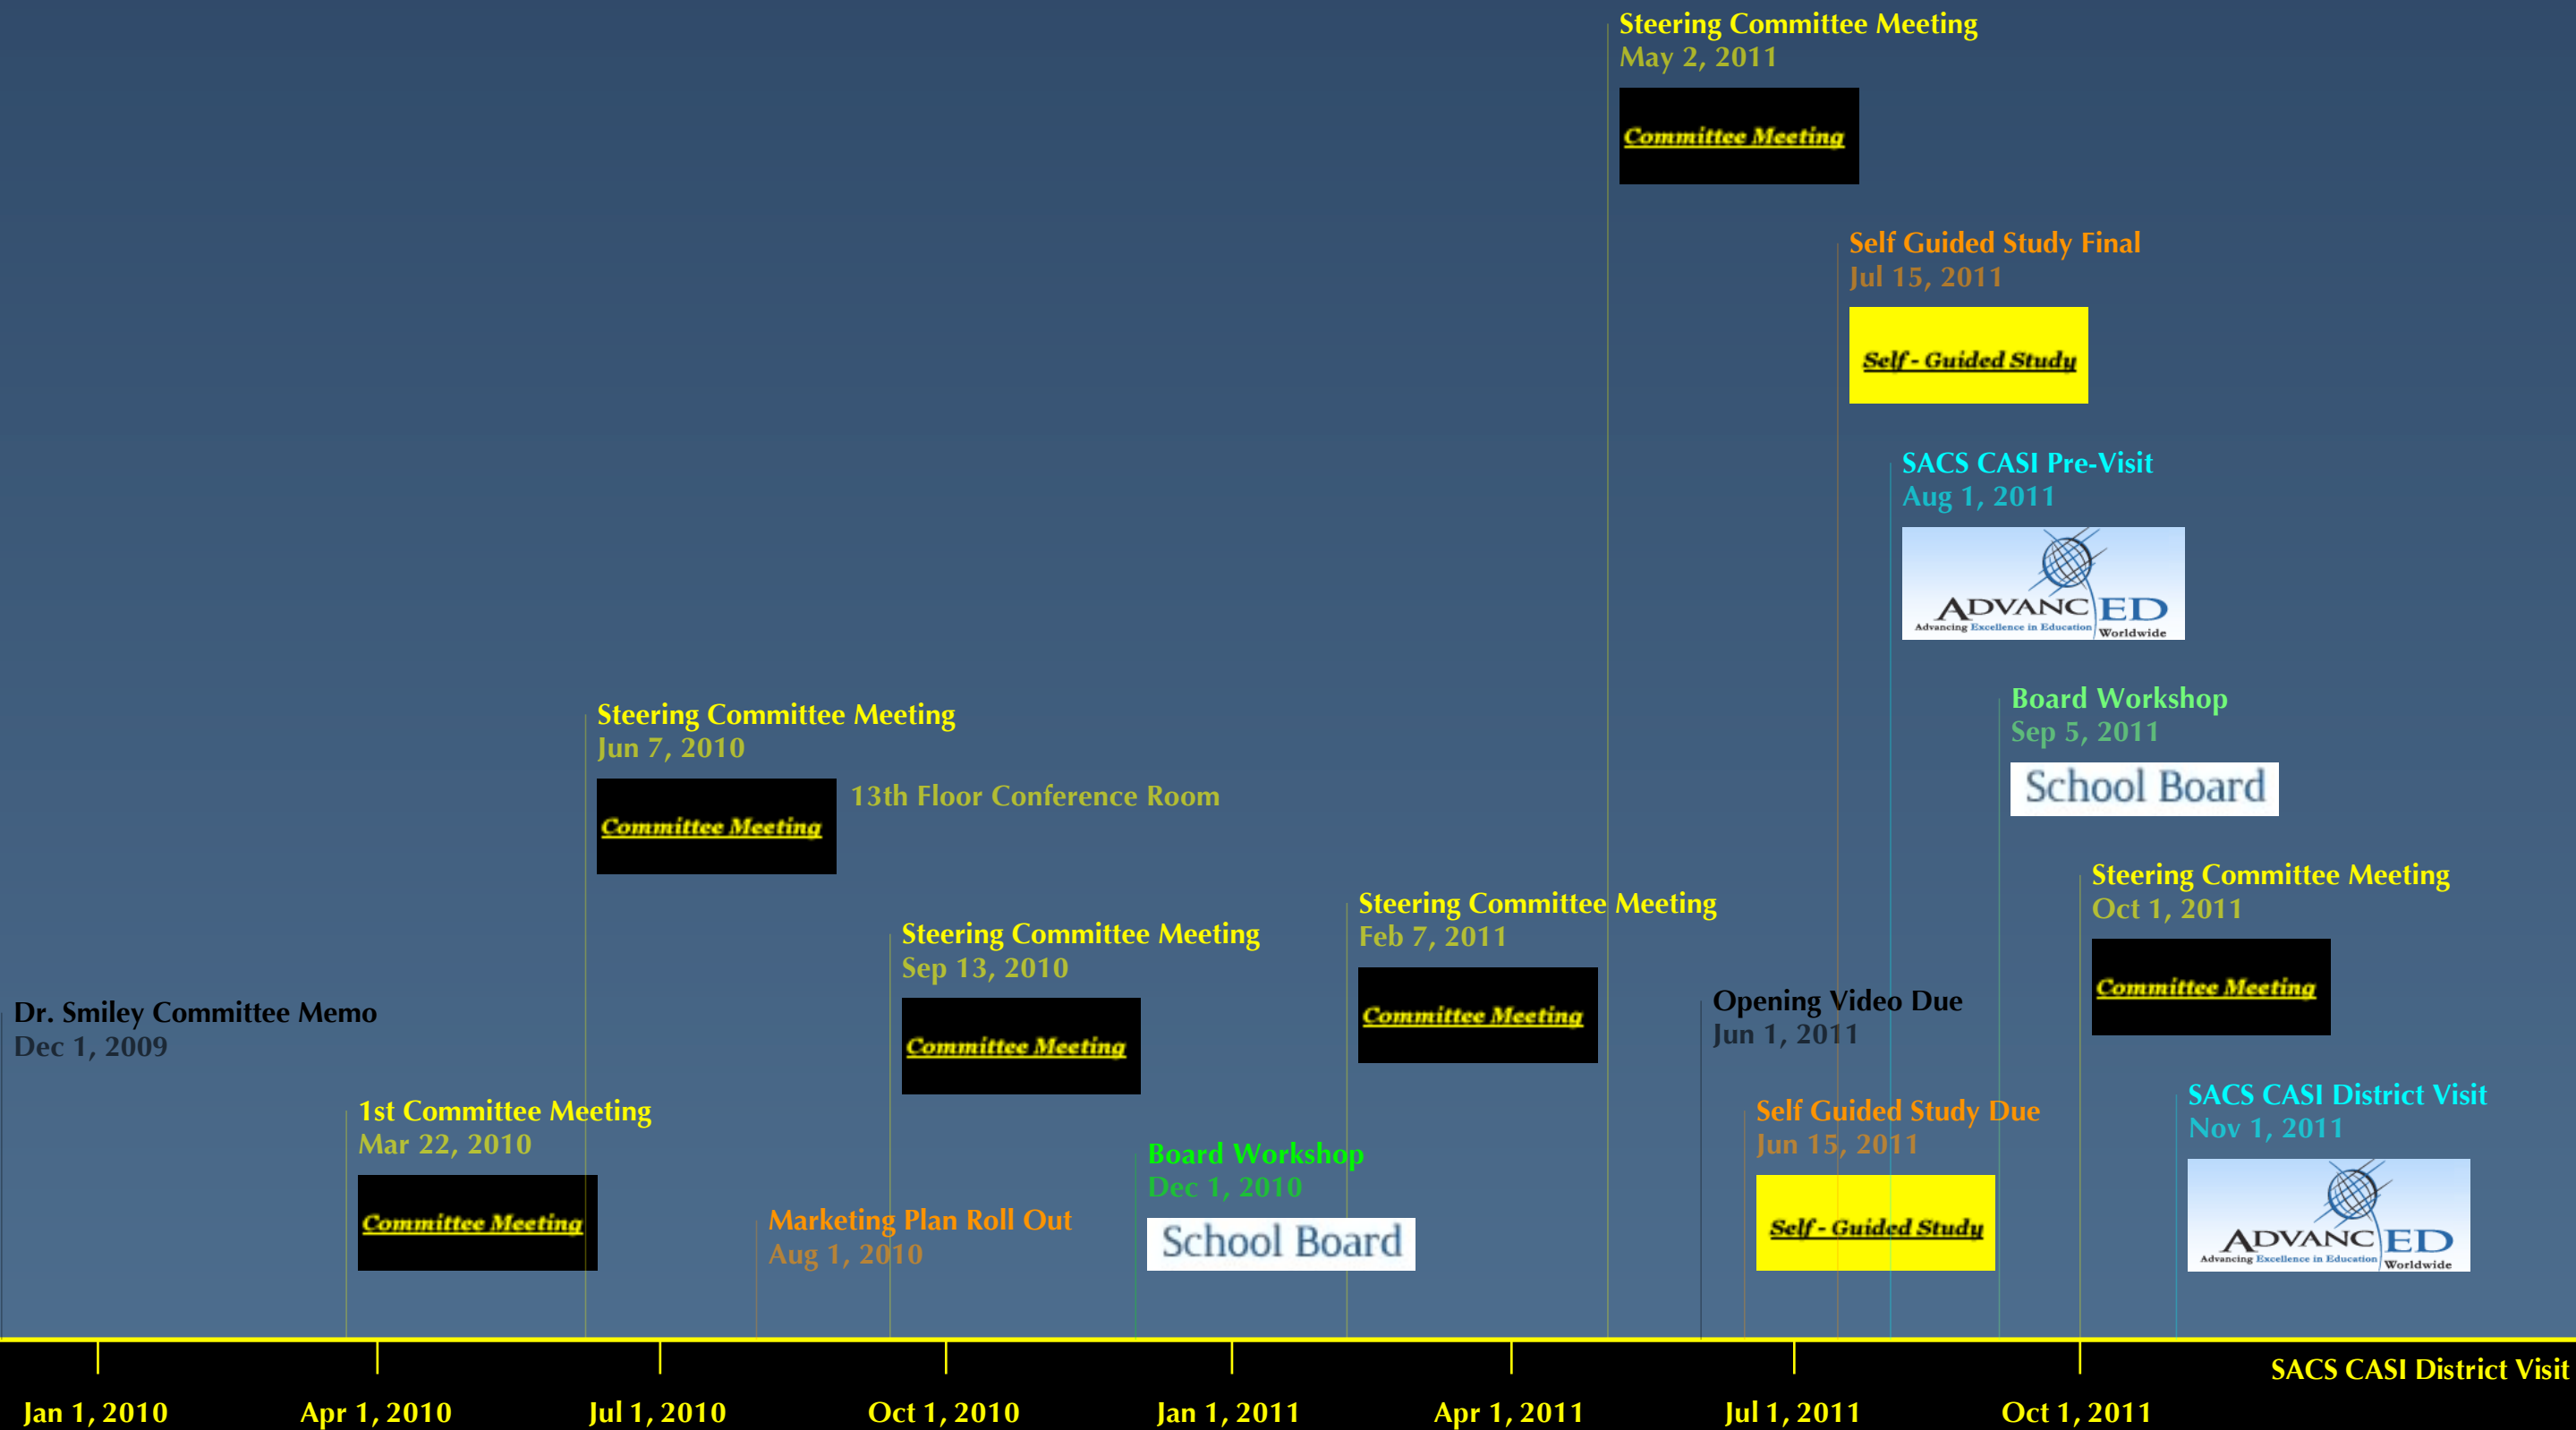 Steering Committee Meeting
May 2, 2011
Committee Meeting
Self Guided Study Final
Jul 15, 2011
Self - Guided Study
SACS CASI Pre-Visit
Aug 1, 2011
ADVANCED
Advancing Excellence in Education Worldwide
Board Workshop
Sep 5, 2011
School Board
Steering Committee Meeting
Jun 7, 2010
Committee Meeting
13th Floor Conference Room
Steering Committee Meeting
Oct 1, 2011
Committee Meeting
Steering Committee Meeting
Feb 7, 2011
Committee Meeting
Steering Committee Meeting
Sep 13, 2010
Committee Meeting
Opening Video Due
Jun 1, 2011
Dr. Smiley Committee Memo
Dec 1, 2009
SACS CASI District Visit
Nov 1, 2011
ADVANCED
Advancing Excellence in Education Worldwide
1st Committee Meeting
Mar 22, 2010
Committee Meeting
Self Guided Study Due
Jun 15, 2011
Self - Guided Study
Board Workshop
Dec 1, 2010
School Board
Marketing Plan Roll Out
Aug 1, 2010
SACS CASI District Visit
Jan 1, 2010
Apr 1, 2010
Jul 1, 2010
Oct 1, 2010
Jan 1, 2011
Apr 1, 2011
Jul 1, 2011
Oct 1, 2011